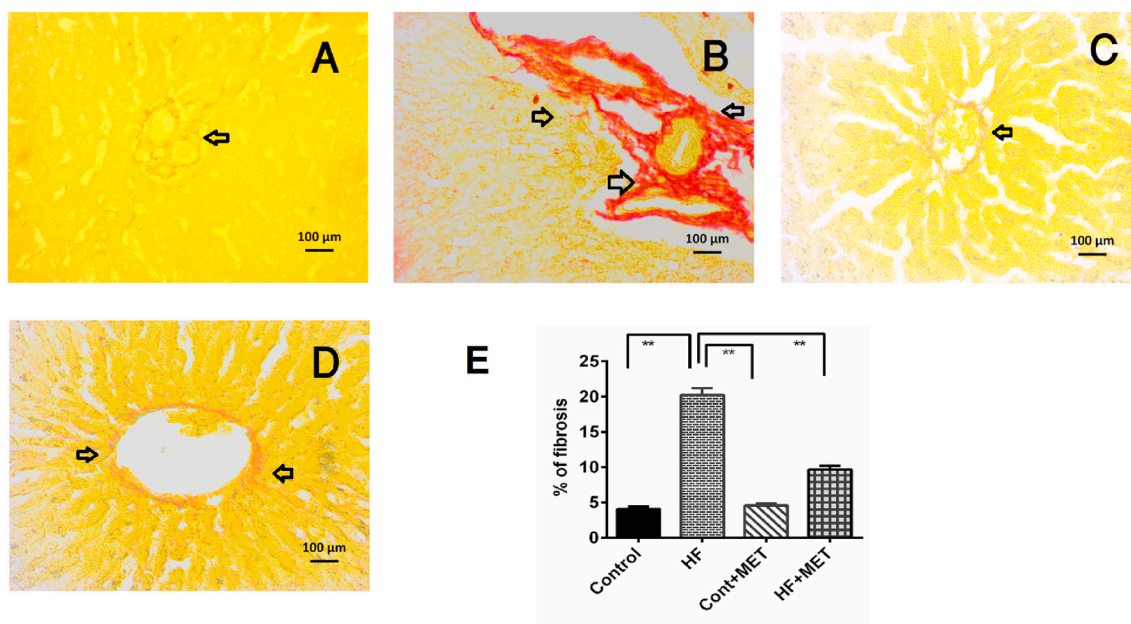 A
100 µm
B
100 µm
C
100 µm
D
100 µm
E
** ** **
% of fibrosis
25
20
15
10
5
0
Control
HF
Cont+MET
HF+MET